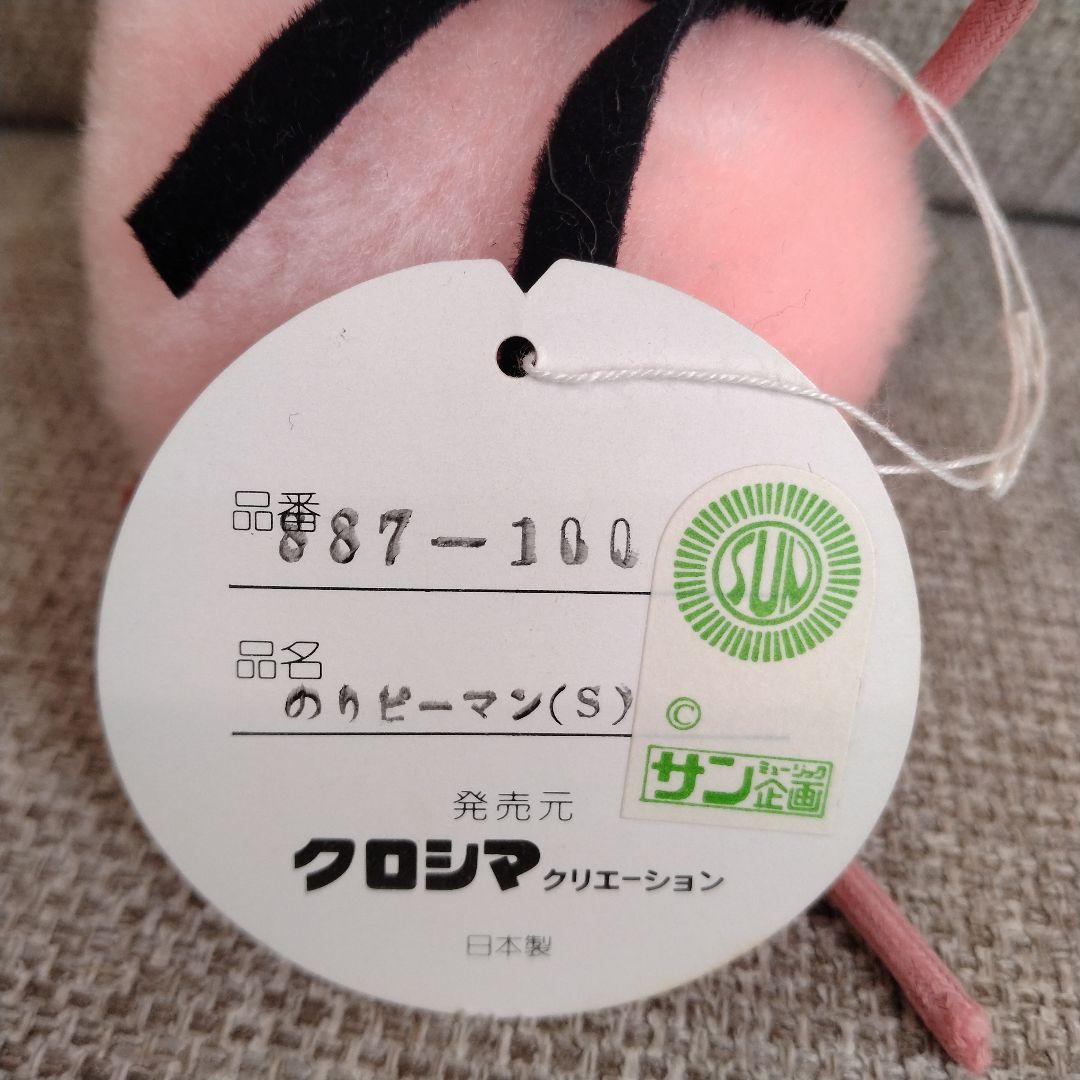 品番
887-100
品名
のりピーマン(S)
発売元
クロシマ クリエーション
日本製
SUN
©
サン ミュージック 企画